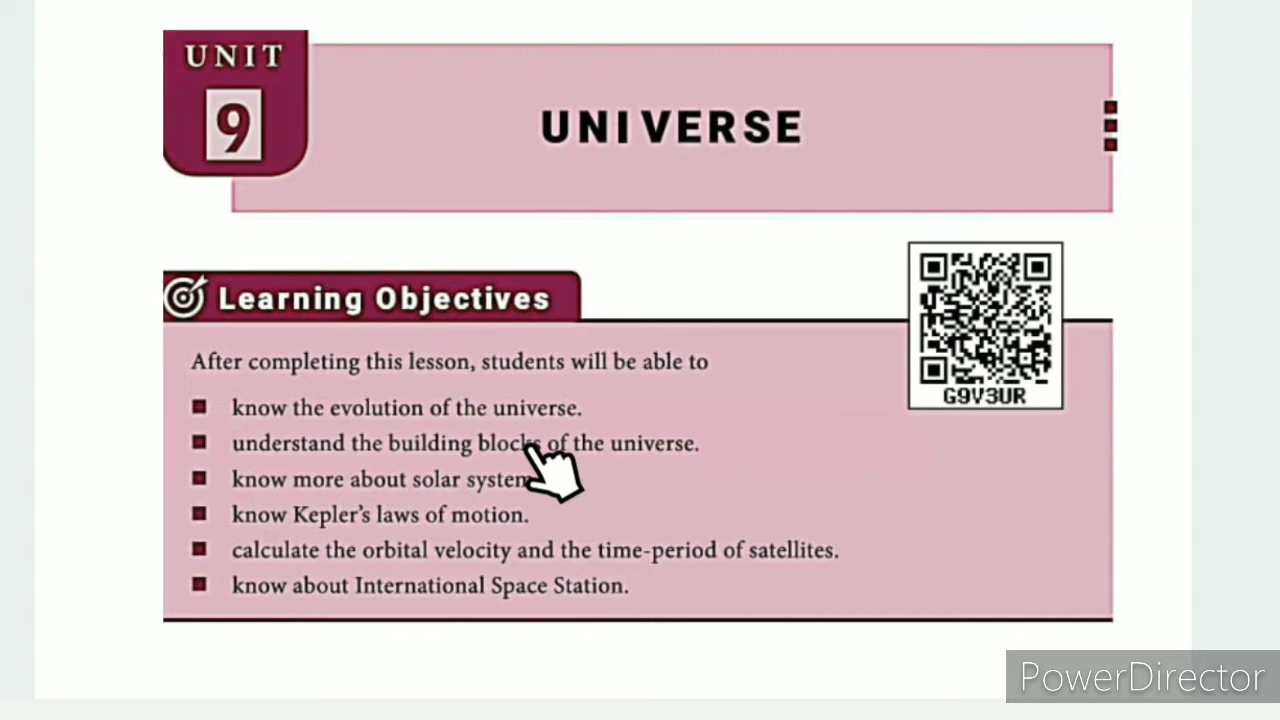 UNIT
9
UNIVERSE
Learning Objectives
G9V3UR
After completing this lesson, students will be able to
know the evolution of the universe.
understand the building blocks of the universe.
know more about solar system
know Kepler's laws of motion.
calculate the orbital velocity and the time-period of satellites.
know about International Space Station.
PowerDirector